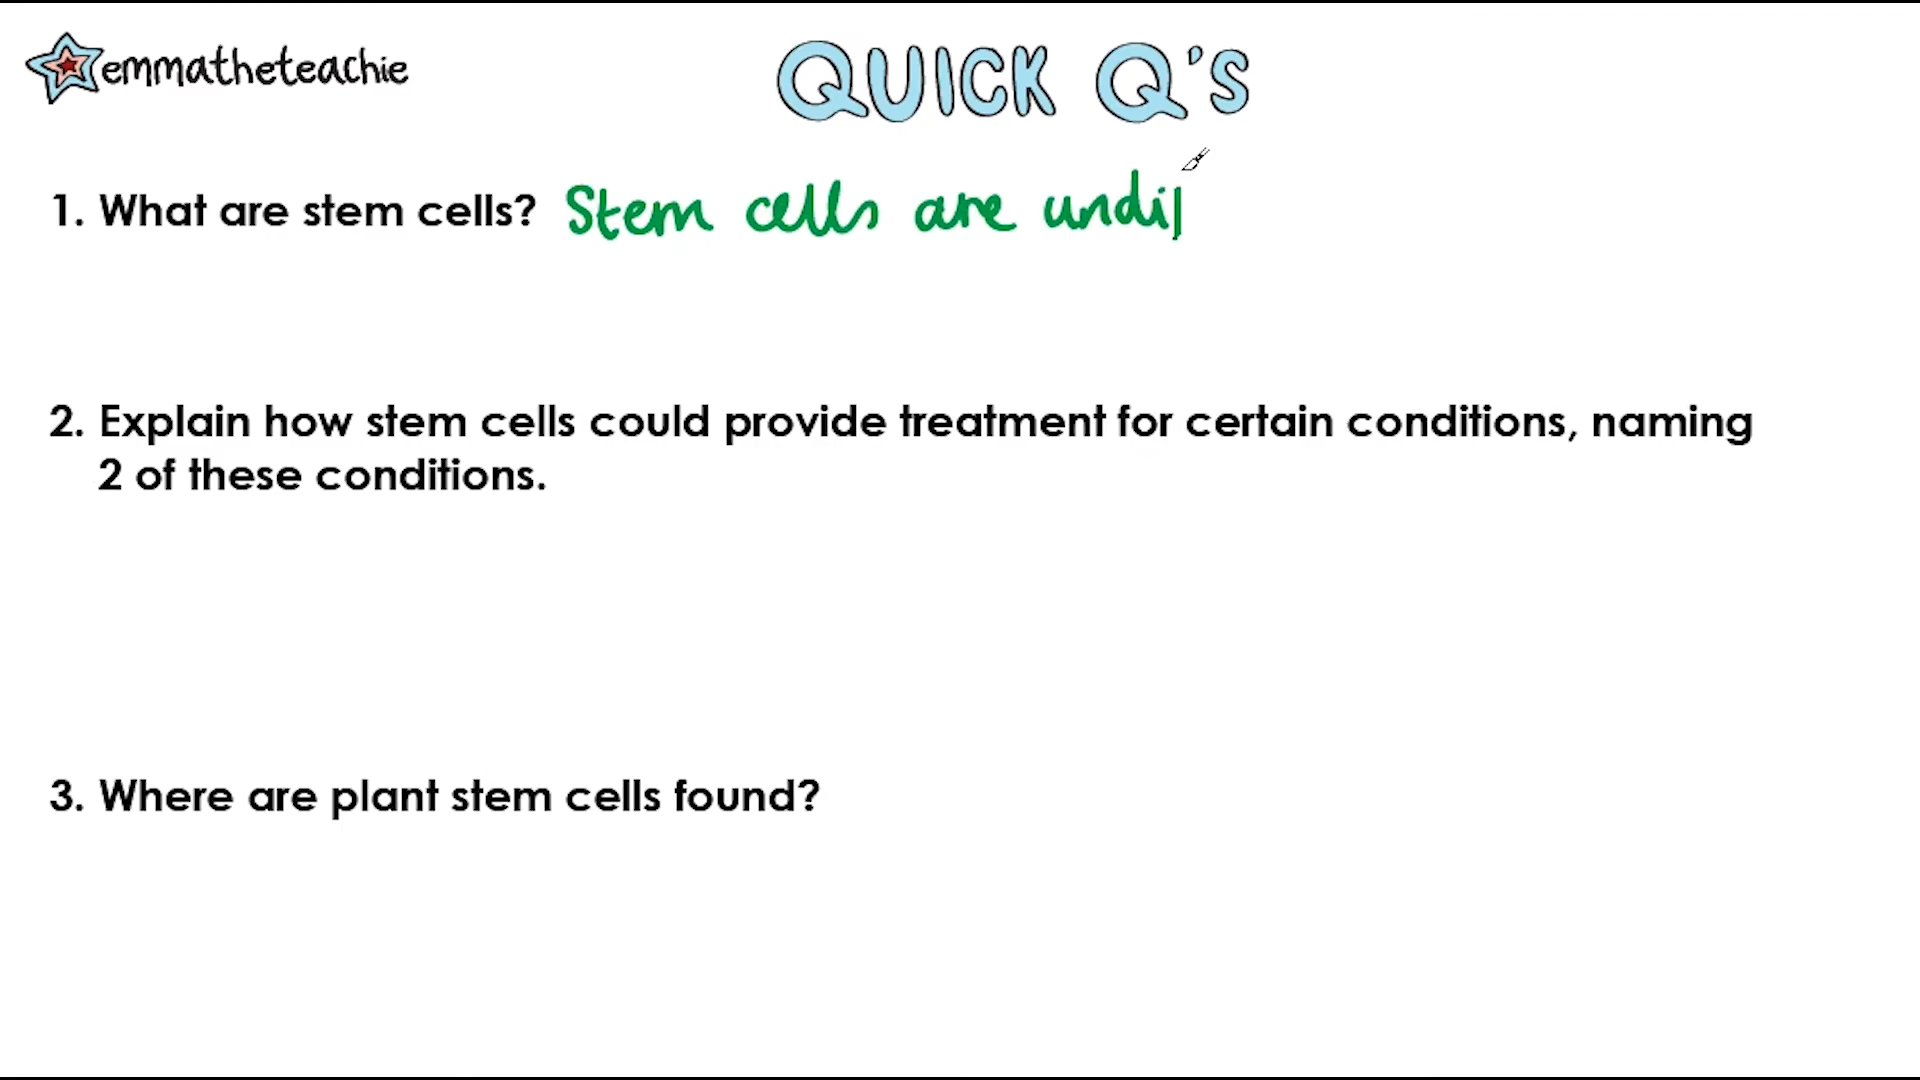 emmatheteachie
QUICK Q'S
1. What are stem cells? Stem cells are undif
2. Explain how stem cells could provide treatment for certain conditions, naming
2 of these conditions.
3. Where are plant stem cells found?